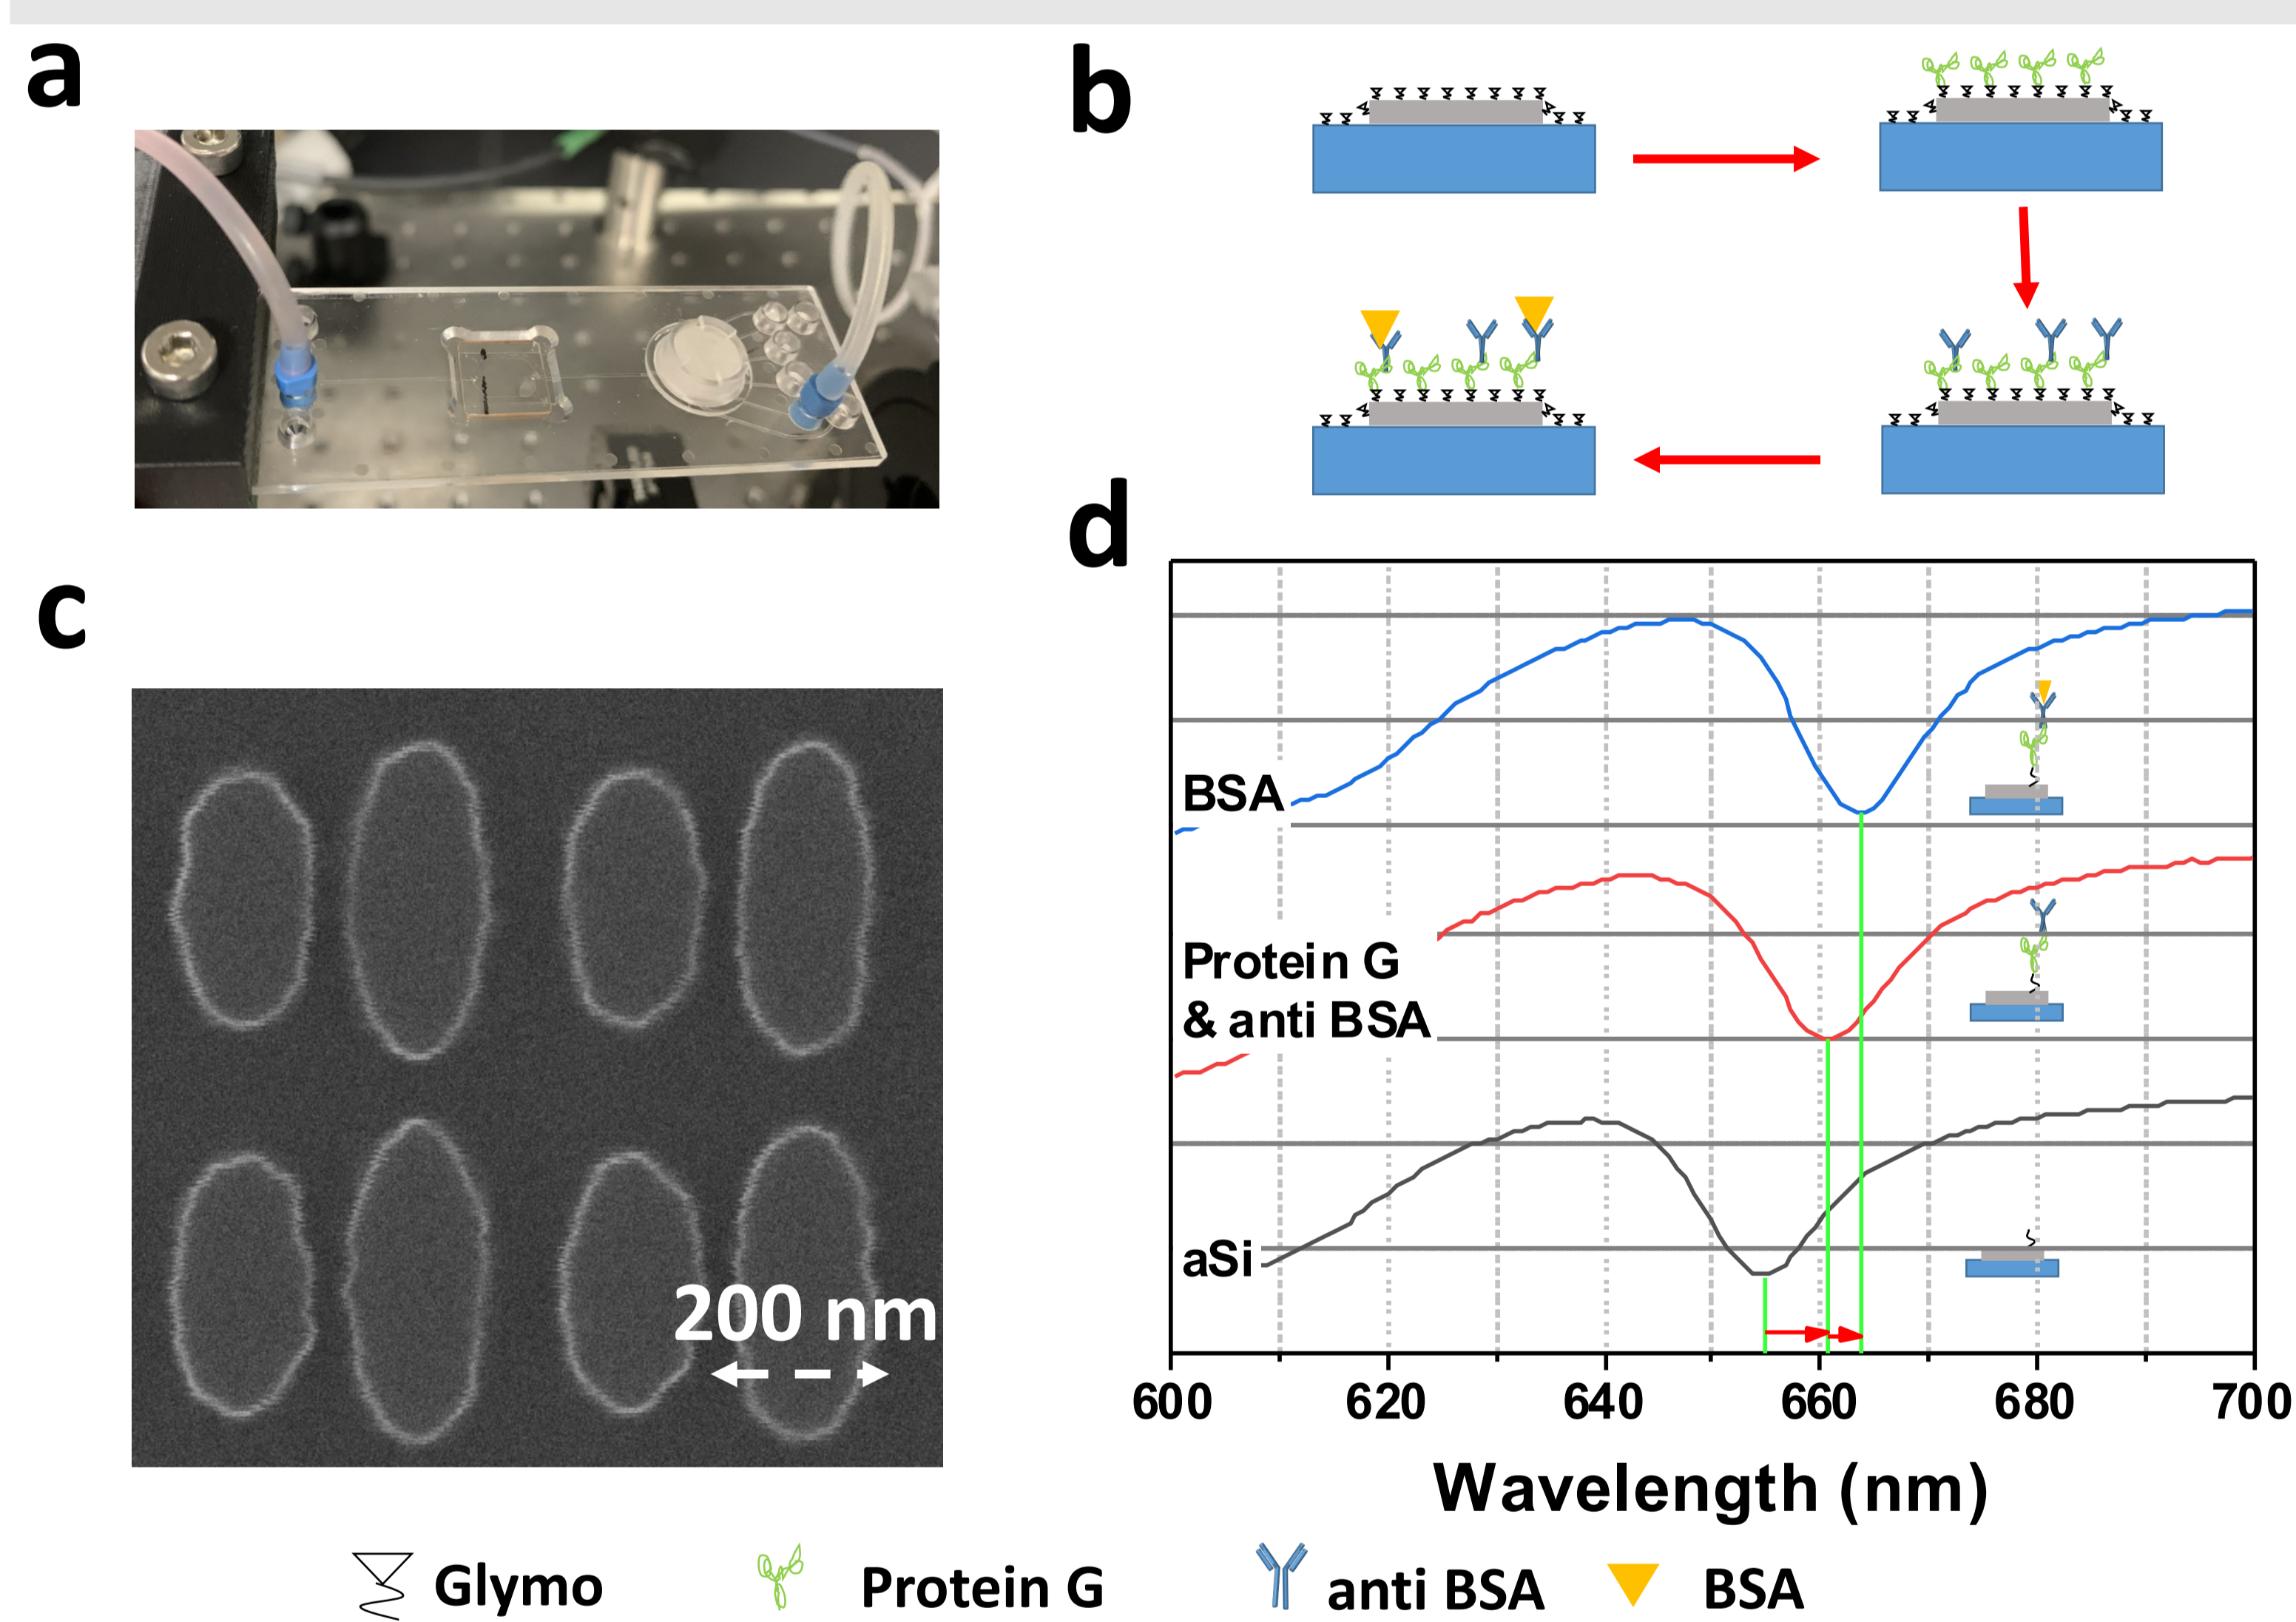 a
b
c
200 nm
d
BSA
Protein G
& anti BSA
aSi
600 620 640 660 680 700
Wavelength (nm)
Glymo Protein G anti BSA BSA